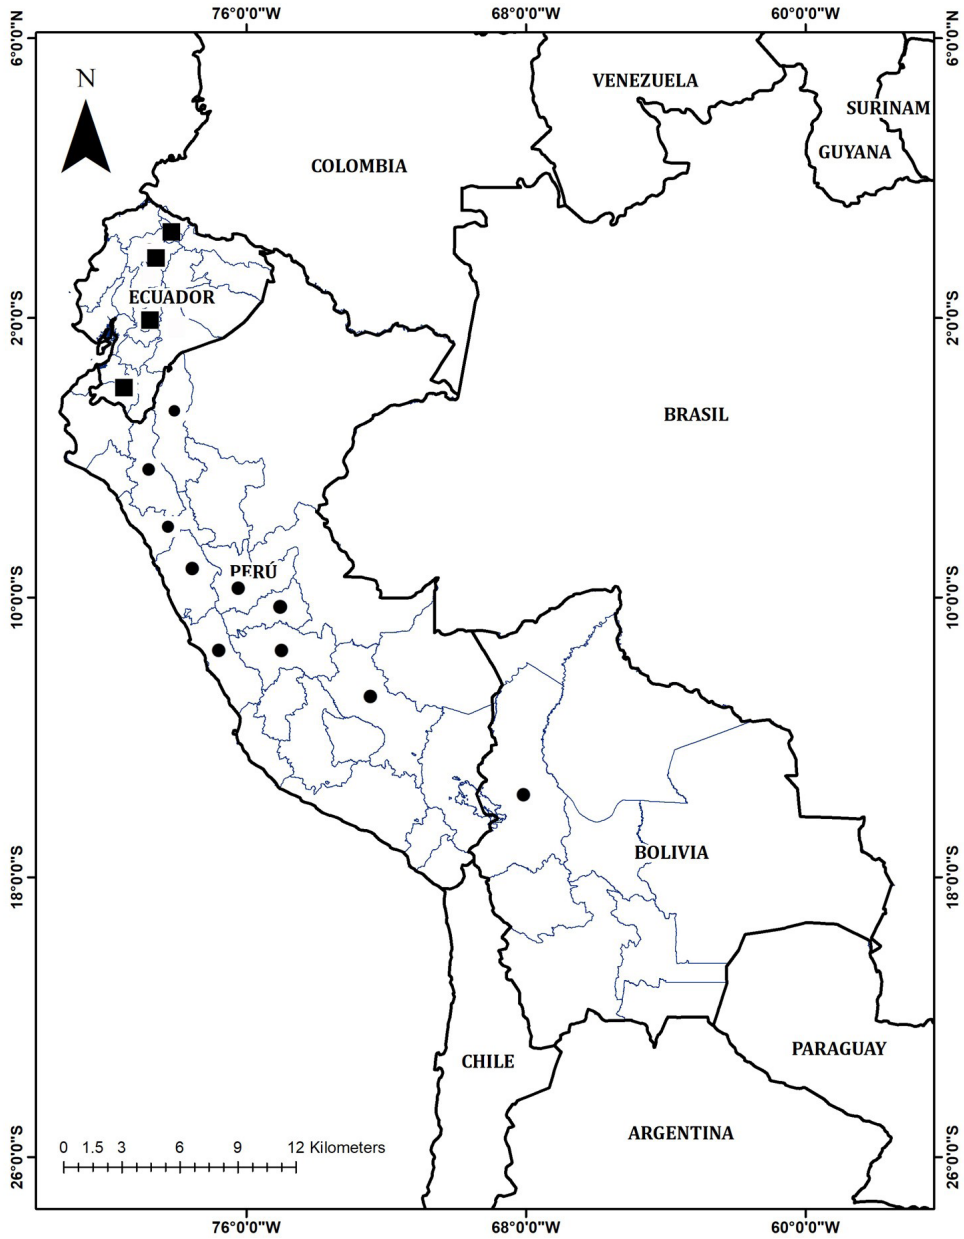 76°0'0"W 68°0'0"W 60°0'0"W
6°0'0"N 6°0'0"N
N
VENEZUELA
SURINAM
COLOMBIA
GUYANA
ECUADOR
2°0'0"S 2°0'0"S
BRASIL
PERÚ
10°0'0"S 10°0'0"S
BOLIVIA
18°0'0"S 18°0'0"S
PARAGUAY
CHILE
ARGENTINA
0 1.5 3 6 9 12 Kilometers
26°0'0"S 26°0'0"S
76°0'0"W 68°0'0"W 60°0'0"W